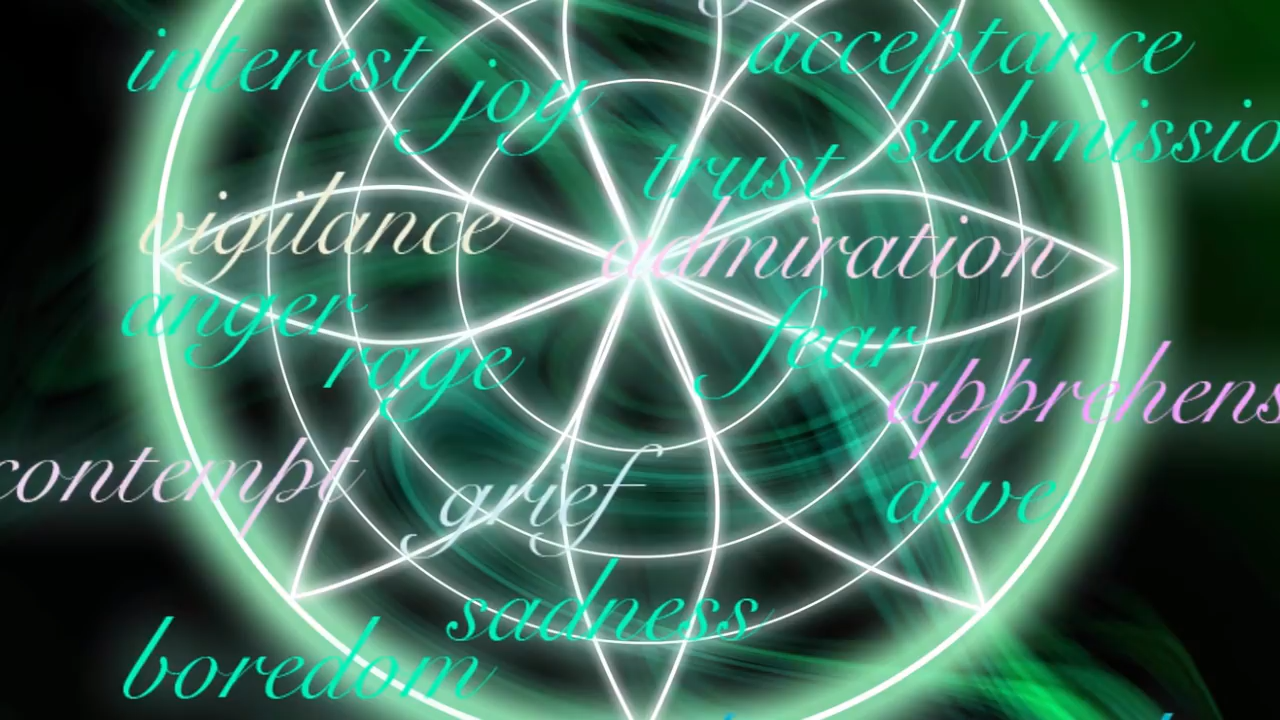 acceptance
interest
joy
submissio
trust
vigilance
admiration
anger
fear
rage
apprehens
contempt
grief
awe
sadness
boredom